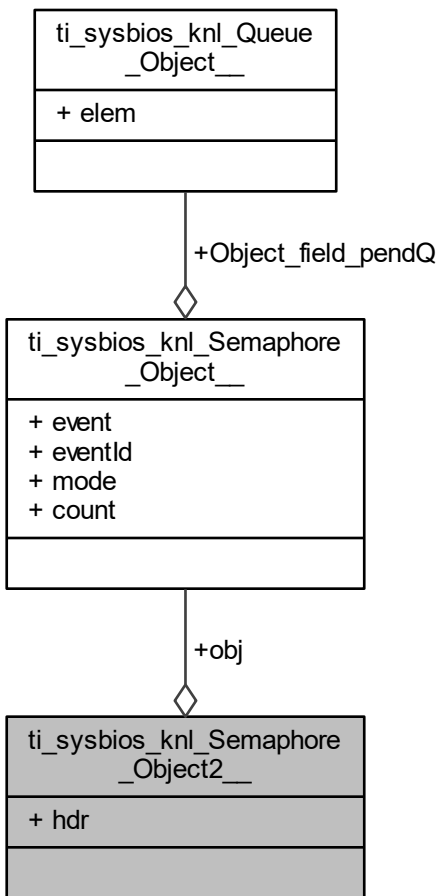 ti_sysbios_knl_Queue
_Object__
+ elem
+Object_field_pendQ
ti_sysbios_knl_Semaphore
_Object__
+ event
+ eventId
+ mode
+ count
+obj
ti_sysbios_knl_Semaphore
_Object2__
+ hdr